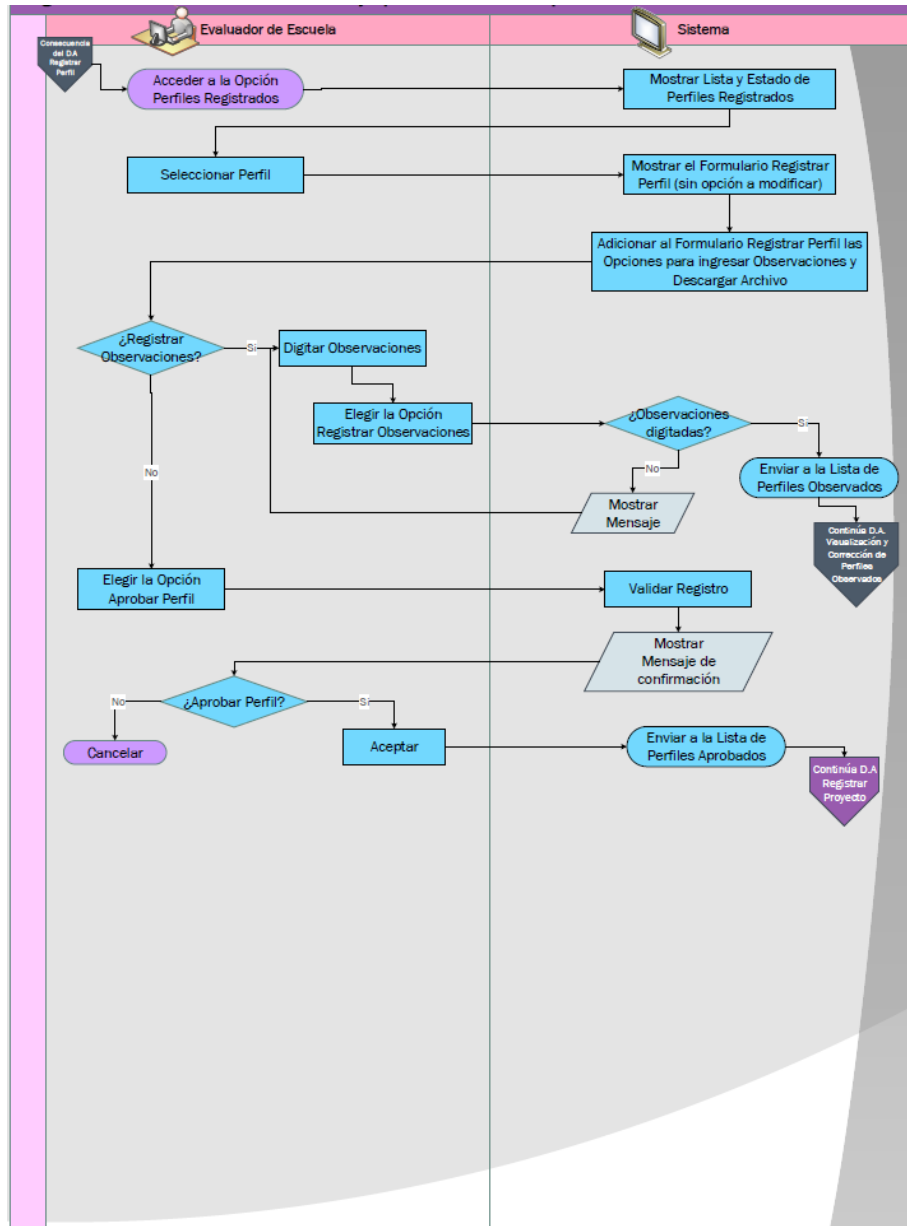 Evaluador de Escuela
Sistema
Consecuencia
del D.A
Registrar
Perfil
Acceder a la Opción
Perfiles Registrados
Mostrar Lista y Estado de
Perfiles Registrados
Seleccionar Perfil
Mostrar el Formulario Registrar
Perfil (sin opción a modificar)
Adicionar al Formulario Registrar Perfil las
Opciones para ingresar Observaciones y
Descargar Archivo
¿Registrar
Observaciones?
Sí
Digitar Observaciones
Elegir la Opción
Registrar Observaciones
¿Observaciones
digitadas?
Sí
No
No
Enviar a la Lista de
Perfiles Observados
Mostrar
Mensaje
Continúa D.A.
Visualización y
Corrección de
Perfiles
Observados
Elegir la Opción
Aprobar Perfil
Validar Registro
Mostrar
Mensaje de
confirmación
No
¿Aprobar Perfil?
Sí
Cancelar
Aceptar
Enviar a la Lista de
Perfiles Aprobados
Continúa D.A
Registrar
Proyecto